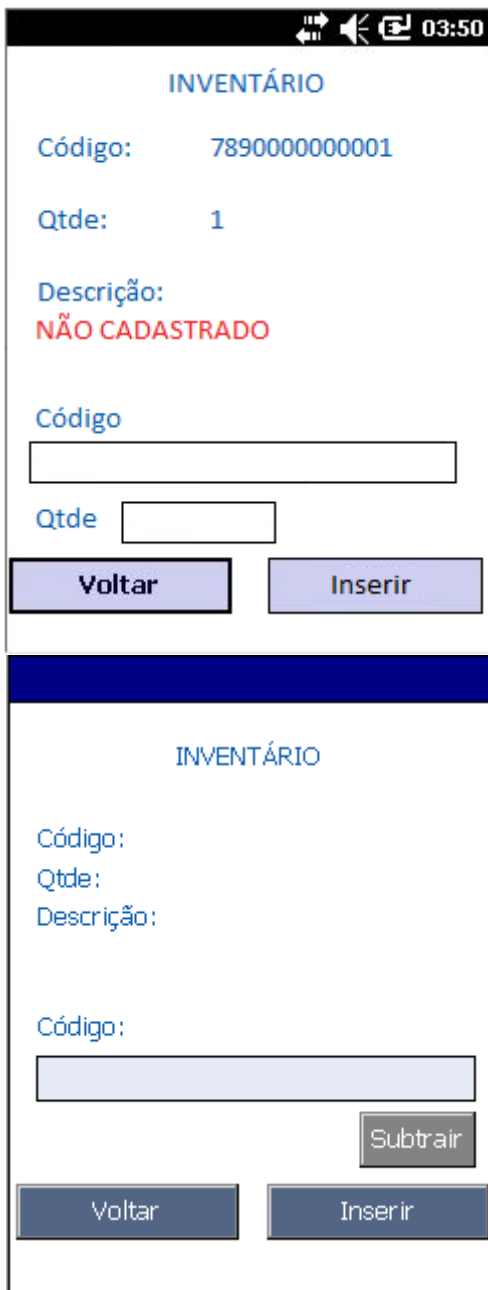 03:50
INVENTÁRIO
Código: 7890000000001
Qtde: 1
Descrição:
NÃO CADASTRADO
Código
Qtde
Voltar Inserir
INVENTÁRIO
Código:
Qtde:
Descrição:
Código:
Subtrair
Voltar Inserir